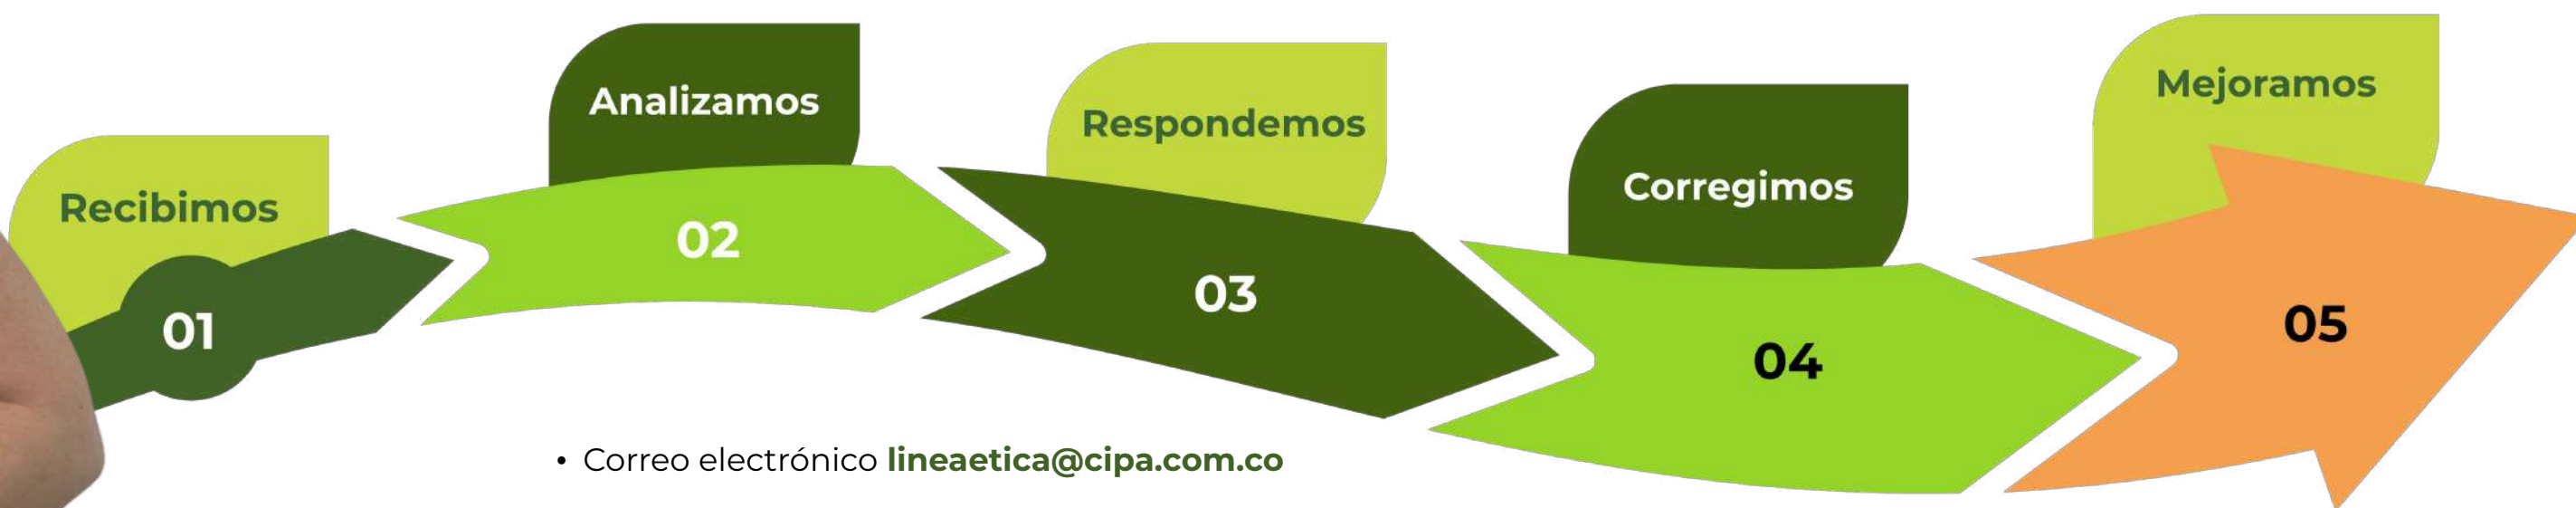 Recibimos
01
Analizamos
02
Respondemos
03
Corregimos
04
Mejoramos
05
• Correo electrónico lineaetica@cipa.com.co